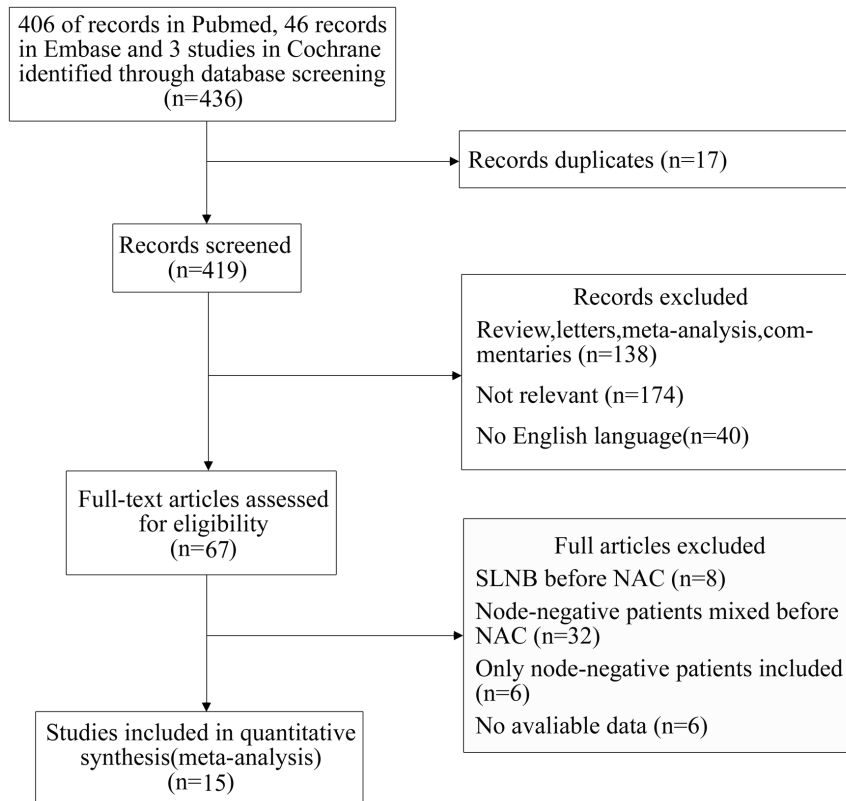 406 of records in Pubmed, 46 records
in Embase and 3 studies in Cochrane
identified through database screening
(n=436)
Records duplicates (n=17)
Records screened
(n=419)
Records excluded
Review,letters,meta-analysis,com-
mentaries (n=138)
Not relevant (n=174)
No English language(n=40)
Full-text articles assessed
for eligibility
(n=67)
Full articles excluded
SLNB before NAC (n=8)
Node-negative patients mixed before
NAC (n=32)
Only node-negative patients included
(n=6)
No avaliable data (n=6)
Studies included in quantitative
synthesis(meta-analysis)
(n=15)